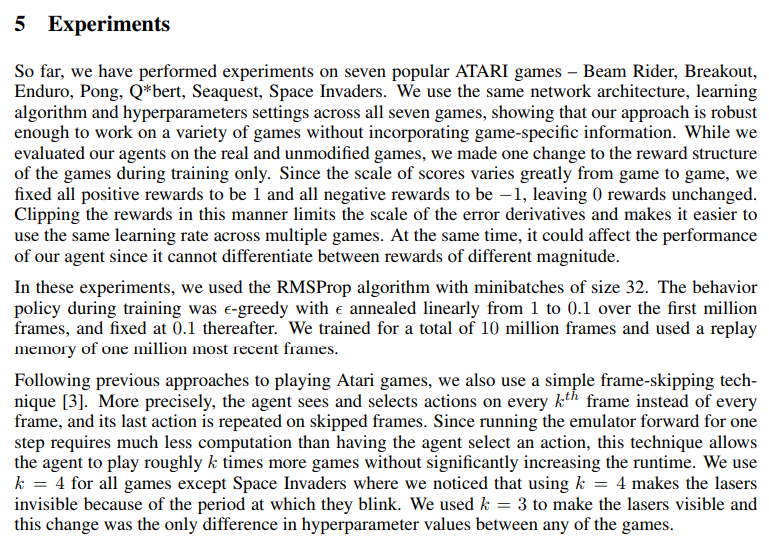 5 Experiments
So far, we have performed experiments on seven popular ATARI games – Beam Rider, Breakout,
Enduro, Pong, Q*bert, Seaquest, Space Invaders. We use the same network architecture, learning
algorithm and hyperparameters settings across all seven games, showing that our approach is robust
enough to work on a variety of games without incorporating game-specific information. While we
evaluated our agents on the real and unmodified games, we made one change to the reward structure
of the games during training only. Since the scale of scores varies greatly from game to game, we
fixed all positive rewards to be 1 and all negative rewards to be −1, leaving 0 rewards unchanged.
Clipping the rewards in this manner limits the scale of the error derivatives and makes it easier to
use the same learning rate across multiple games. At the same time, it could affect the performance
of our agent since it cannot differentiate between rewards of different magnitude.
In these experiments, we used the RMSProp algorithm with minibatches of size 32. The behavior
policy during training was ϵ-greedy with ϵ annealed linearly from 1 to 0.1 over the first million
frames, and fixed at 0.1 thereafter. We trained for a total of 10 million frames and used a replay
memory of one million most recent frames.
Following previous approaches to playing Atari games, we also use a simple frame-skipping tech-
nique [3]. More precisely, the agent sees and selects actions on every kᵗʰ frame instead of every
frame, and its last action is repeated on skipped frames. Since running the emulator forward for one
step requires much less computation than having the agent select an action, this technique allows
the agent to play roughly k times more games without significantly increasing the runtime. We use
k = 4 for all games except Space Invaders where we noticed that using k = 4 makes the lasers
invisible because of the period at which they blink. We used k = 3 to make the lasers visible and
this change was the only difference in hyperparameter values between any of the games.